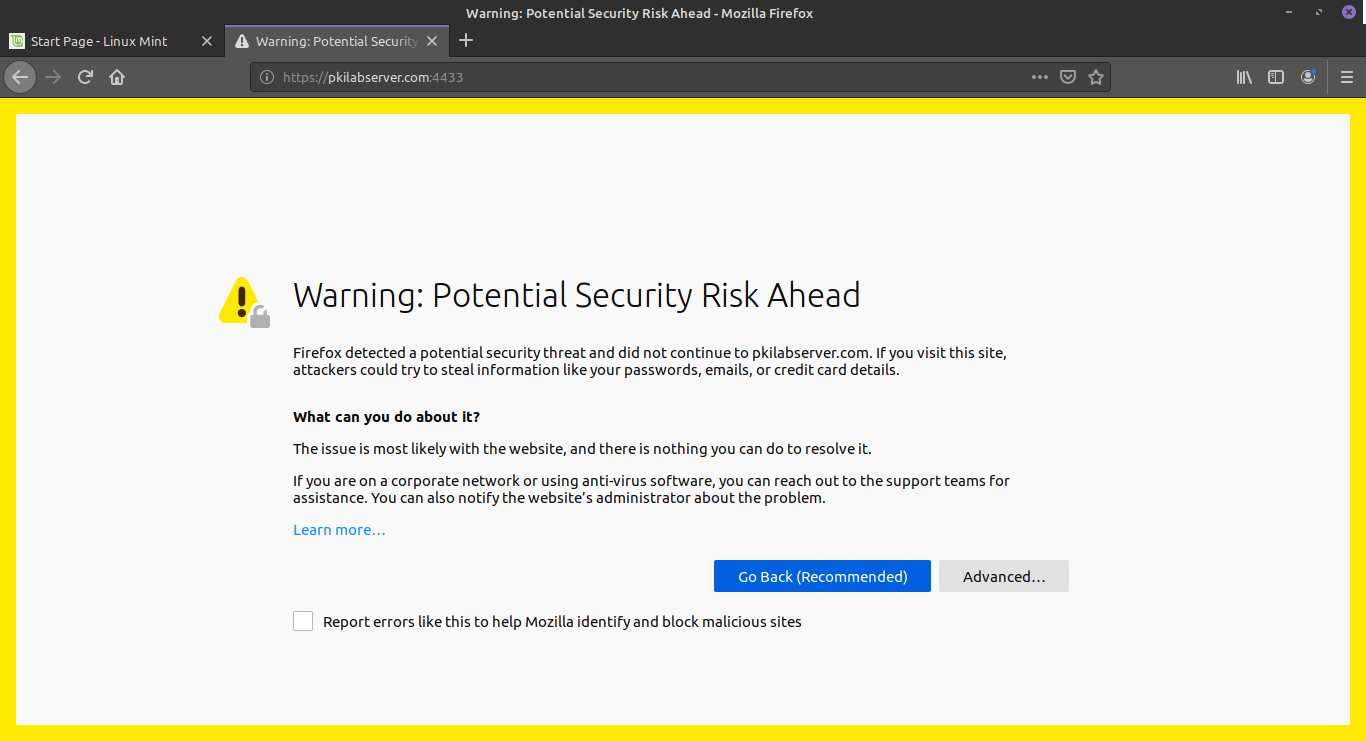 Warning: Potential Security Risk Ahead - Mozilla Firefox
Start Page - Linux Mint
Warning: Potential Security
https://pkilabserver.com:4433
Warning: Potential Security Risk Ahead
Firefox detected a potential security threat and did not continue to pkilabserver.com. If you visit this site,
attackers could try to steal information like your passwords, emails, or credit card details.
What can you do about it?
The issue is most likely with the website, and there is nothing you can do to resolve it.
If you are on a corporate network or using anti-virus software, you can reach out to the support teams for
assistance. You can also notify the website’s administrator about the problem.
Learn more…
Go Back (Recommended)
Advanced…
Report errors like this to help Mozilla identify and block malicious sites